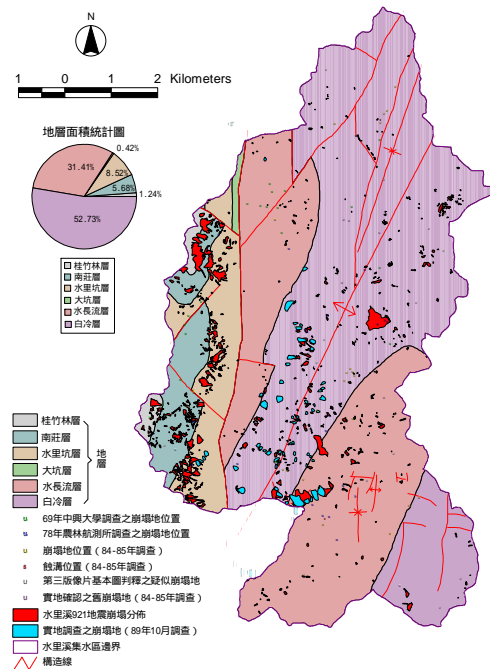 N
1 0 1 2 Kilometers
地層面積統計圖
0.42%
31.41%
8.52%
5.68%
1.24%
52.73%
桂竹林層
南莊層
水里坑層
大坑層
水長流層
白冷層
桂竹林層
南莊層
水里坑層
大坑層
水長流層
白冷層
地層
69年中興大學調查之崩塌地位置
78年農林航測所調查之崩塌地位置
崩塌地位置(84-85年調查)
蝕溝位置(84-85年調查)
第三版像片基本圖判釋之疑似崩塌地
實地確認之舊崩塌地(84-85年調查)
水里溪921地震崩塌分佈
實地調查之崩塌地(89年10月調查)
水里溪集水區邊界
構造線